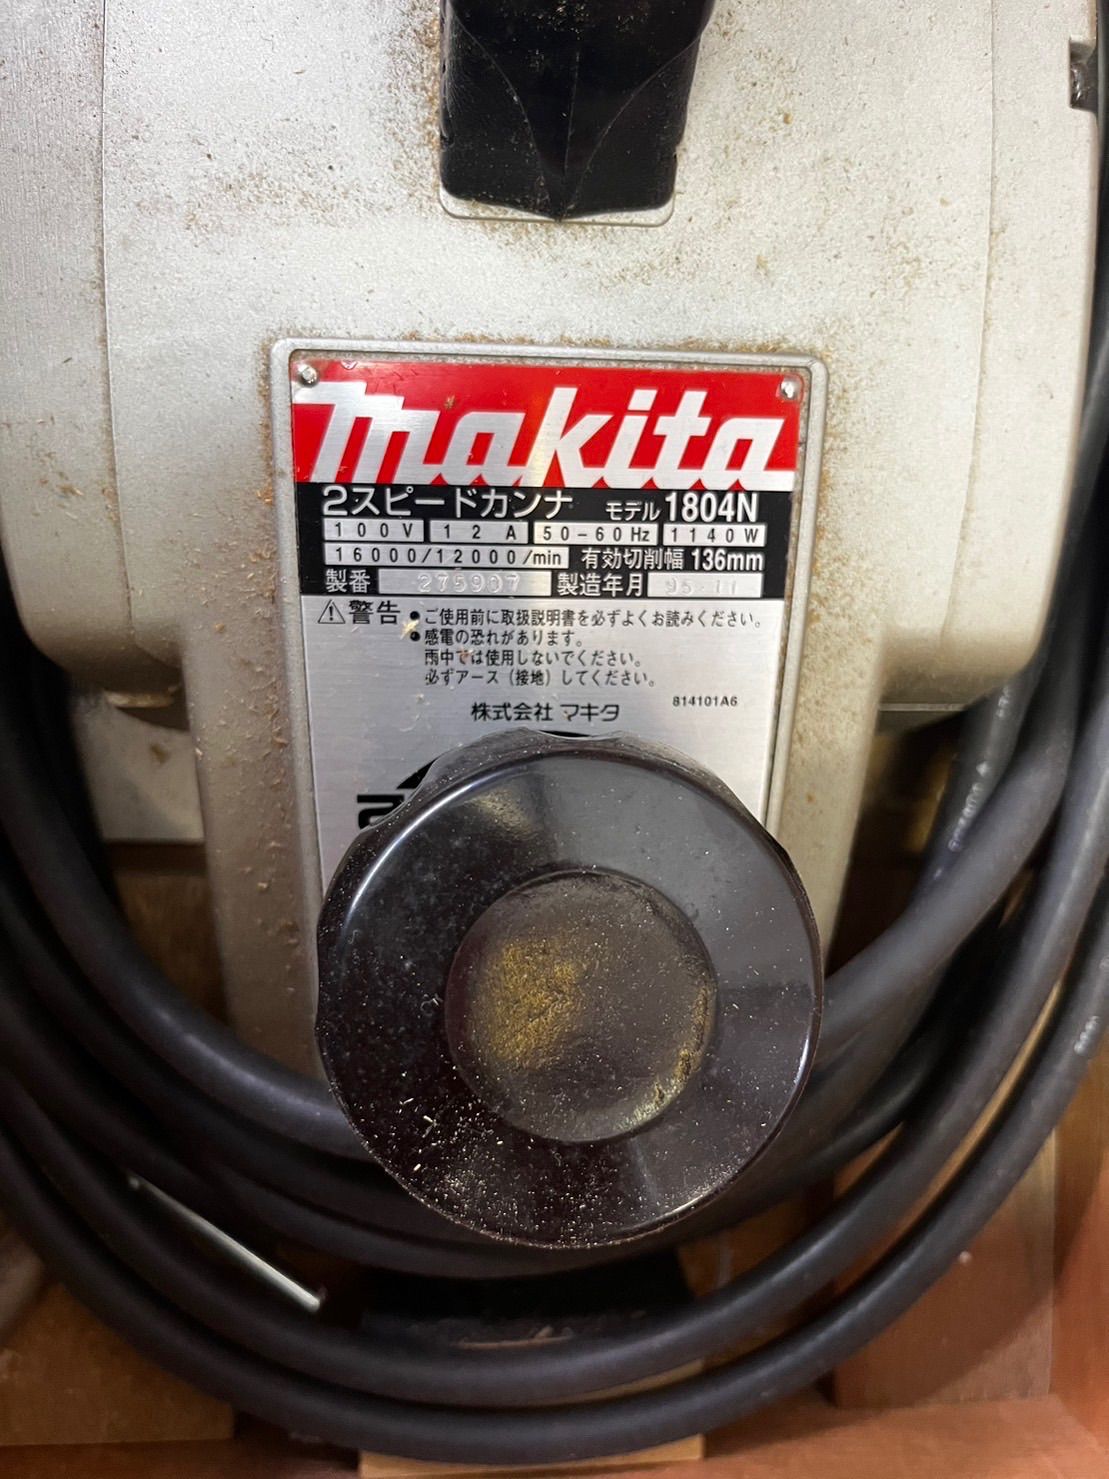 makita
2スピードカンナ モデル 1804N
100V 12A 50-60Hz 1140W
16000/12000/min 有効切削幅 136mm
製番 275907 製造年月 95.11
⚠警告 ●ご使用前に取扱説明書を必ずよくお読みください。
●感電の恐れがあります。
雨中では使用しないでください。
必ずアース（接地）してください。
株式会社 マキタ 814101A6